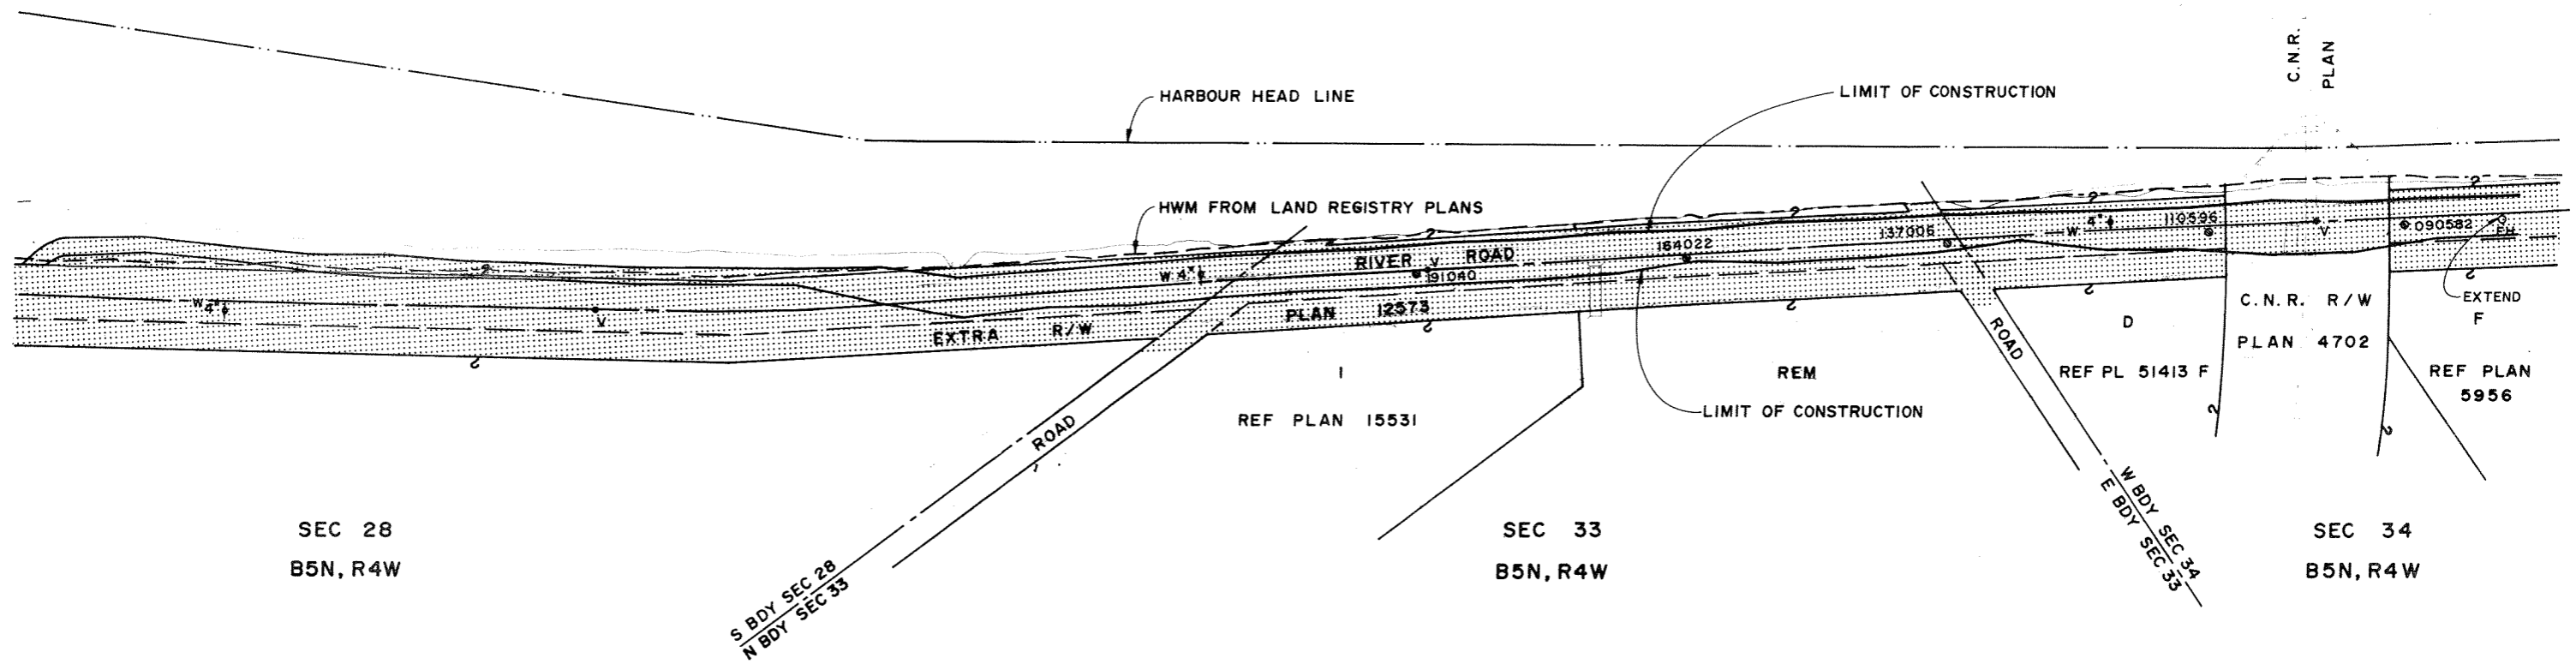 C.N.R.
PLAN
HARBOUR HEAD LINE
LIMIT OF CONSTRUCTION
HWM FROM LAND REGISTRY PLANS
W 4"
V
EXTRA R/W
W 4"
RIVER ROAD
V
191040
PLAN 12573
164022
137006
W 4"
110596
V
090582
FH
EXTEND
F
C.N.R. R/W
PLAN 4702
D
REF PL 51413 F
REF PLAN
5956
ROAD
REM
LIMIT OF CONSTRUCTION
1
REF PLAN 15531
ROAD
SEC 28
B5N, R4W
S BDY SEC 28
N BDY SEC 33
SEC 33
B5N, R4W
W BDY SEC 34
E BDY SEC 33
SEC 34
B5N, R4W